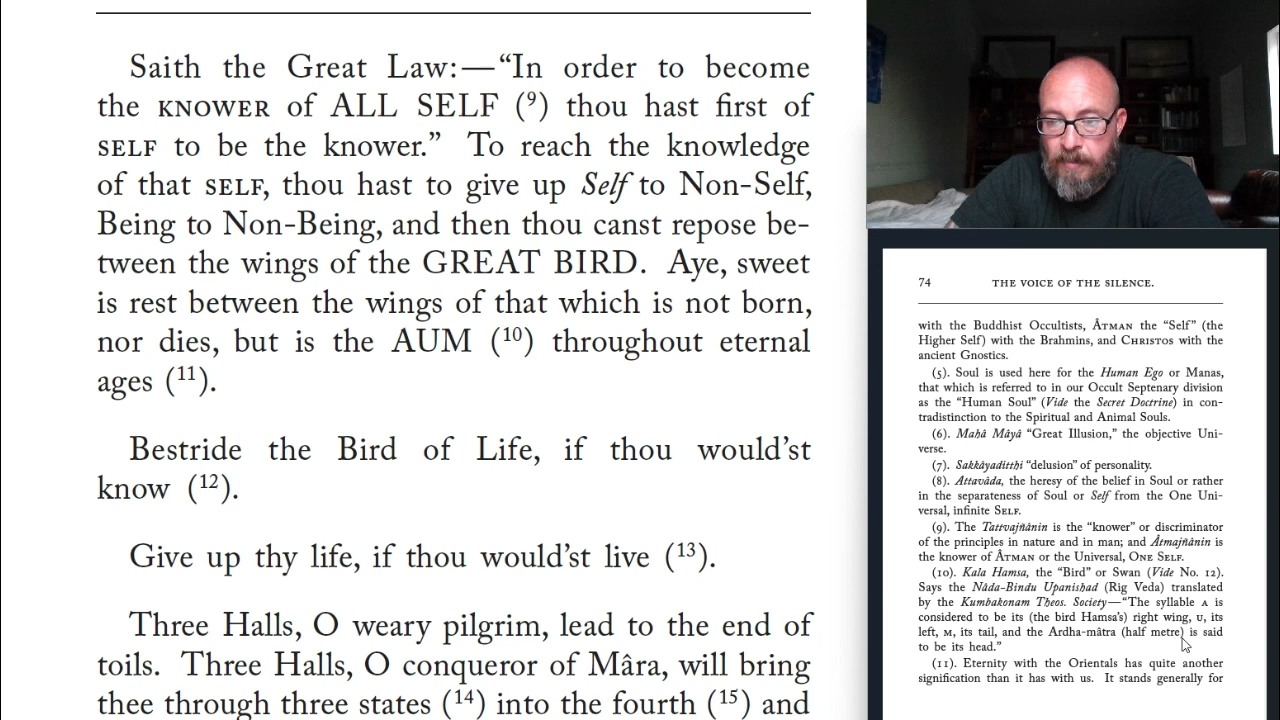 Saith the Great Law:—“In order to become
the KNOWER of ALL SELF (⁹) thou hast first of
SELF to be the knower.” To reach the knowledge
of that SELF, thou hast to give up Self to Non-Self,
Being to Non-Being, and then thou canst repose be-
tween the wings of the GREAT BIRD. Aye, sweet
is rest between the wings of that which is not born,
nor dies, but is the AUM (¹⁰) throughout eternal
ages (¹¹).
Bestride the Bird of Life, if thou would’st
know (¹²).
Give up thy life, if thou would’st live (¹³).
Three Halls, O weary pilgrim, lead to the end of
toils. Three Halls, O conqueror of Mâra, will bring
thee through three states (¹⁴) into the fourth (¹⁵) and
74 THE VOICE OF THE SILENCE.
with the Buddhist Occultists, ÂTMAN the “Self” (the
Higher Self) with the Brahmins, and CHRISTOS with the
ancient Gnostics.
(5). Soul is used here for the Human Ego or Manas,
that which is referred to in our Occult Septenary division
as the “Human Soul” (Vide the Secret Doctrine) in con-
tradistinction to the Spiritual and Animal Souls.
(6). Mahâ Mâyâ “Great Illusion,” the objective Uni-
verse.
(7). Sakkâyaditthi “delusion” of personality.
(8). Attavâda, the heresy of the belief in Soul or rather
in the separateness of Soul or Self from the One Uni-
versal, infinite SELF.
(9). The Tattvajñânin is the “knower” or discriminator
of the principles in nature and in man; and Âtmajñânin is
the knower of ÂTMAN or the Universal, ONE SELF.
(10). Kala Hamsa, the “Bird” or Swan (Vide No. 12).
Says the Nâda-Bindu Upanishad (Rig Veda) translated
by the Kumbakonam Theos. Society—“The syllable A is
considered to be its (the bird Hamsa’s) right wing, U, its
left, M, its tail, and the Ardha-mâtra (half metre) is said
to be its head.”
(11). Eternity with the Orientals has quite another
signification than it has with us. It stands generally for